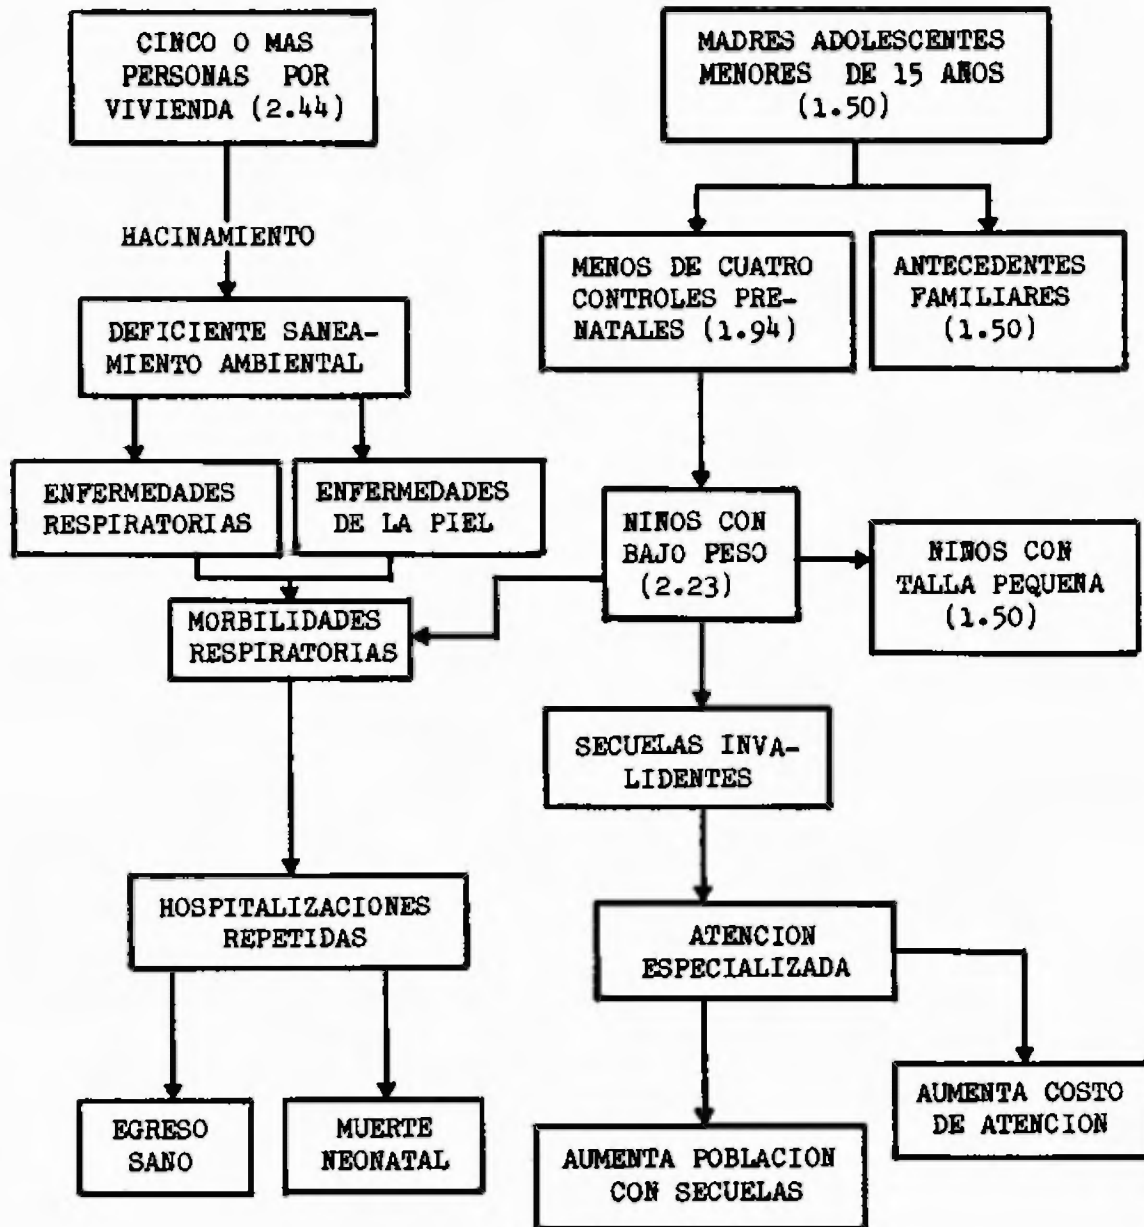 CINCO O MAS
PERSONAS POR
VIVIENDA (2.44)
MADRES ADOLESCENTES
MENORES DE 15 AÑOS
(1.50)
HACINAMIENTO
MENOS DE CUATRO
CONTROLES PRE-
NATALES (1.94)
ANTECEDENTES
FAMILIARES
(1.50)
DEFICIENTE SANEA-
MIENTO AMBIENTAL
ENFERMEDADES
RESPIRATORIAS
ENFERMEDADES
DE LA PIEL
NIÑOS CON
BAJO PESO
(2.23)
NIÑOS CON
TALLA PEQUEÑA
(1.50)
MORBILIDADES
RESPIRATORIAS
SECUELAS INVA-
LIDENTES
HOSPITALIZACIONES
REPETIDAS
ATENCION
ESPECIALIZADA
EGRESO
SANO
MUERTE
NEONATAL
AUMENTA POBLACION
CON SECUELAS
AUMENTA COSTO
DE ATENCION